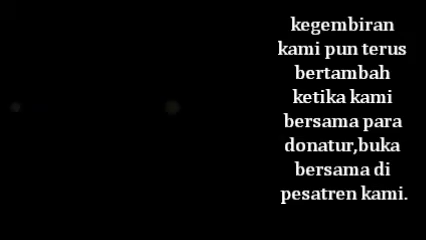 kegembiran
kami pun terus
bertambah
ketika kami
bersama para
donatur,buka
bersama di
pesatren kami.